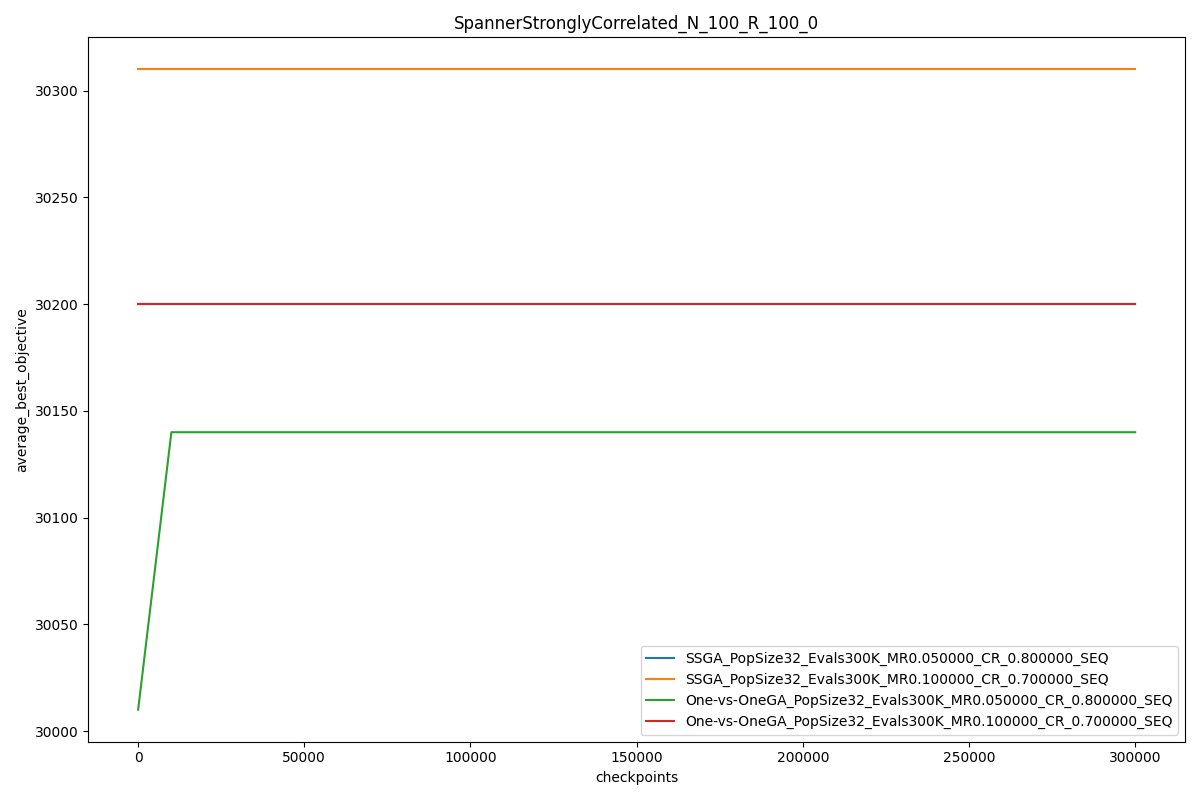 SpannerStronglyCorrelated_N_100_R_100_0
average_best_objective
30300
30250
30200
30150
30100
30050
30000
SSGA_PopSize32_Evals300K_MR0.050000_CR_0.800000_SEQ
SSGA_PopSize32_Evals300K_MR0.100000_CR_0.700000_SEQ
One-vs-OneGA_PopSize32_Evals300K_MR0.050000_CR_0.800000_SEQ
One-vs-OneGA_PopSize32_Evals300K_MR0.100000_CR_0.700000_SEQ
0 50000 100000 150000 200000 250000 300000
checkpoints